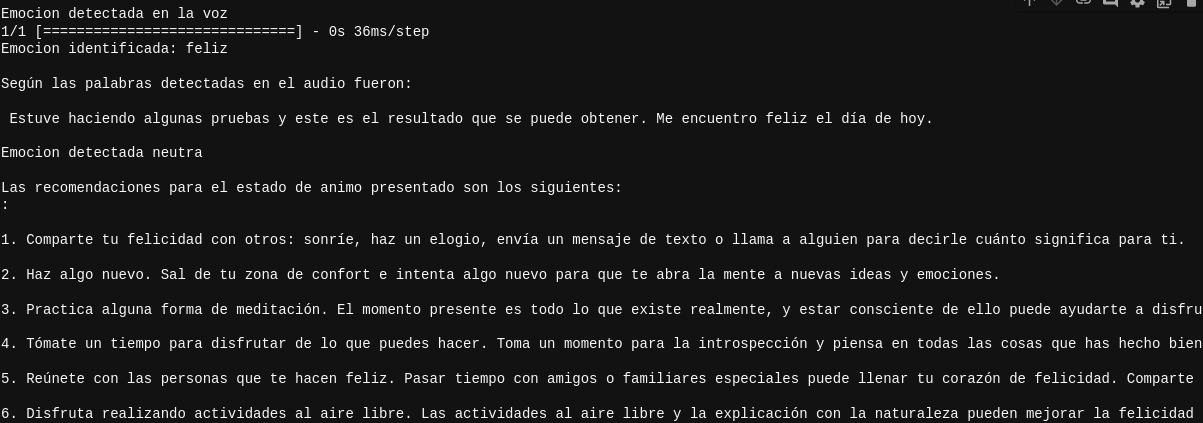 Emocion detectada en la voz
1/1 [==============================] - 0s 36ms/step
Emocion identificada: feliz
Según las palabras detectadas en el audio fueron:
Estuve haciendo algunas pruebas y este es el resultado que se puede obtener. Me encuentro feliz el día de hoy.
Emocion detectada neutra
Las recomendaciones para el estado de animo presentado son los siguientes:
:
1. Comparte tu felicidad con otros: sonríe, haz un elogio, envía un mensaje de texto o llama a alguien para decirle cuánto significa para ti.
2. Haz algo nuevo. Sal de tu zona de confort e intenta algo nuevo para que te abra la mente a nuevas ideas y emociones.
3. Practica alguna forma de meditación. El momento presente es todo lo que existe realmente, y estar consciente de ello puede ayudarte a disfru
4. Tómate un tiempo para disfrutar de lo que puedes hacer. Toma un momento para la introspección y piensa en todas las cosas que has hecho bien
5. Reúnete con las personas que te hacen feliz. Pasar tiempo con amigos o familiares especiales puede llenar tu corazón de felicidad. Comparte
6. Disfruta realizando actividades al aire libre. Las actividades al aire libre y la explicación con la naturaleza pueden mejorar la felicidad